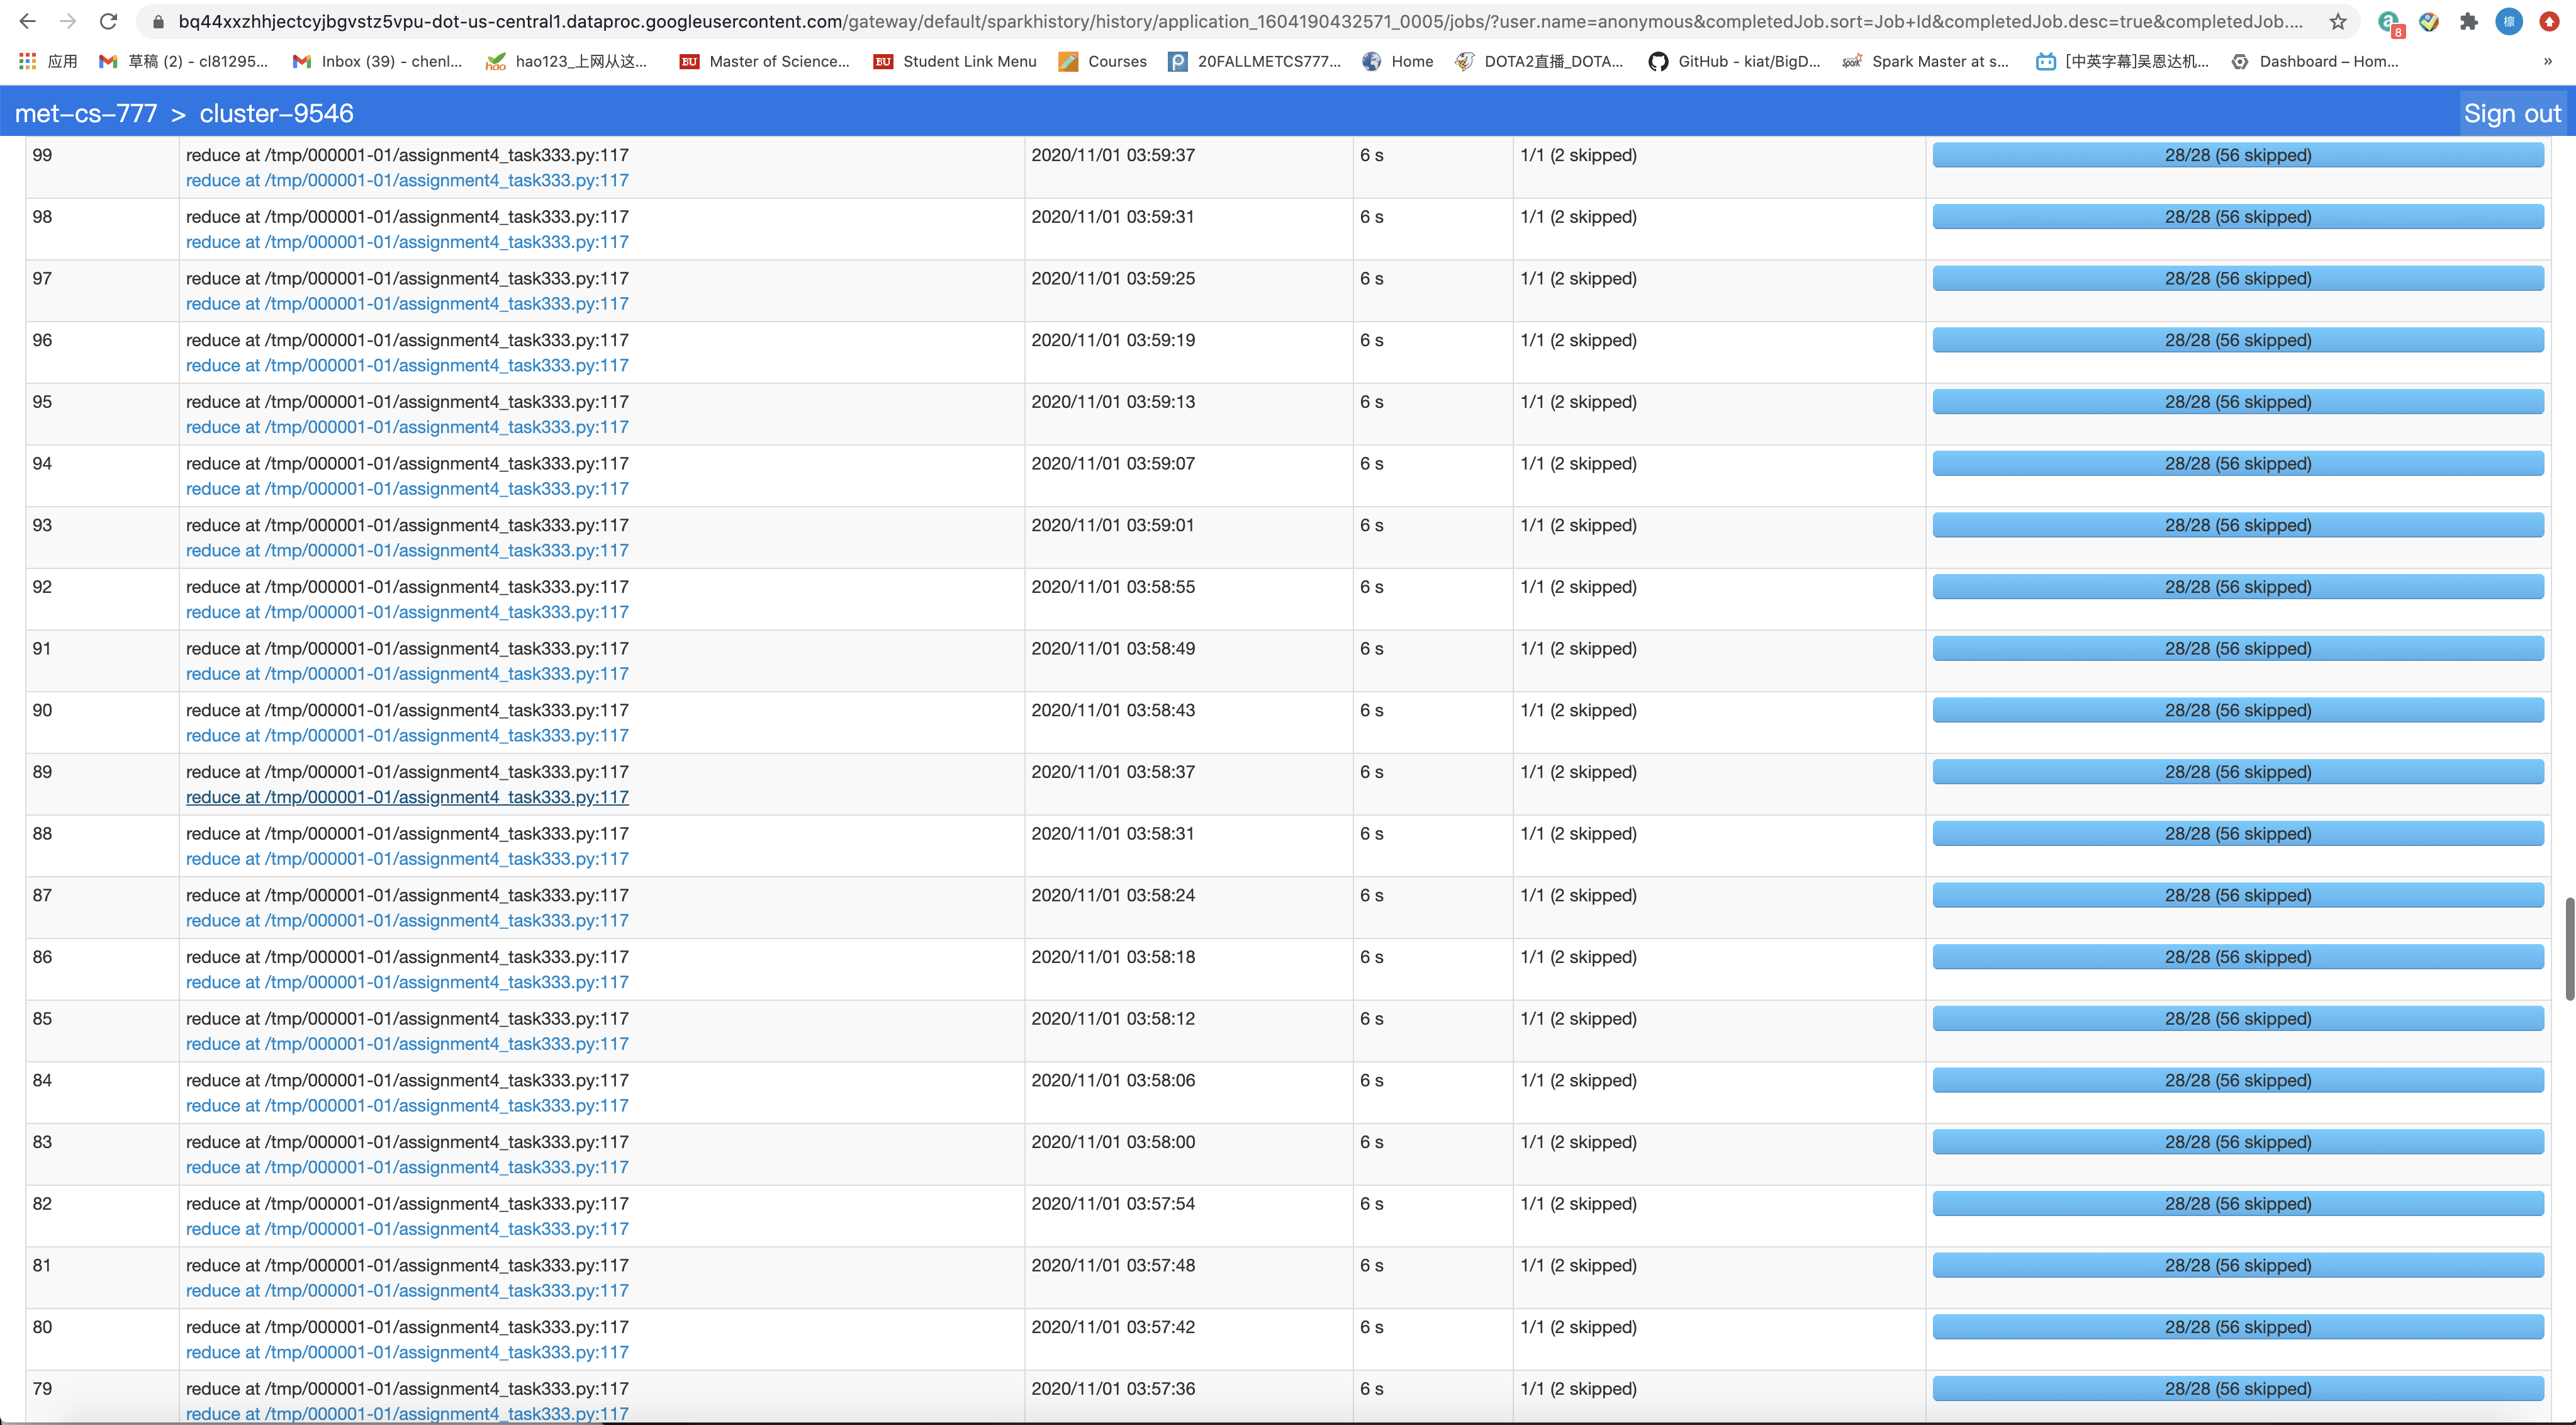 bq44xxzhhjectcyjbgvstz5vpu-dot-us-central1.dataproc.googleusercontent.com/gateway/default/sparkhistory/history/application_1604190432571_0005/jobs/?user.name=anonymous&completedJob.sort=Job+Id&completedJob.desc=true&completedJob.... 8 標
应用 草稿 (2) - cl81295... Inbox (39) - chenl... hao hao123_上网从这... BU Master of Science... BU Student Link Menu Courses P 20FALLMETCS777... Home DOTA2直播_DOTA... GitHub - kiat/BigD... Spark Master at s... [中英字幕]吴恩达机... Dashboard – Hom... »
met-cs-777 > cluster-9546 Sign out
99 reduce at /tmp/000001-01/assignment4_task333.py:117 2020/11/01 03:59:37 6 s 1/1 (2 skipped) 28/28 (56 skipped)
reduce at /tmp/000001-01/assignment4_task333.py:117
98 reduce at /tmp/000001-01/assignment4_task333.py:117 2020/11/01 03:59:31 6 s 1/1 (2 skipped) 28/28 (56 skipped)
reduce at /tmp/000001-01/assignment4_task333.py:117
97 reduce at /tmp/000001-01/assignment4_task333.py:117 2020/11/01 03:59:25 6 s 1/1 (2 skipped) 28/28 (56 skipped)
reduce at /tmp/000001-01/assignment4_task333.py:117
96 reduce at /tmp/000001-01/assignment4_task333.py:117 2020/11/01 03:59:19 6 s 1/1 (2 skipped) 28/28 (56 skipped)
reduce at /tmp/000001-01/assignment4_task333.py:117
95 reduce at /tmp/000001-01/assignment4_task333.py:117 2020/11/01 03:59:13 6 s 1/1 (2 skipped) 28/28 (56 skipped)
reduce at /tmp/000001-01/assignment4_task333.py:117
94 reduce at /tmp/000001-01/assignment4_task333.py:117 2020/11/01 03:59:07 6 s 1/1 (2 skipped) 28/28 (56 skipped)
reduce at /tmp/000001-01/assignment4_task333.py:117
93 reduce at /tmp/000001-01/assignment4_task333.py:117 2020/11/01 03:59:01 6 s 1/1 (2 skipped) 28/28 (56 skipped)
reduce at /tmp/000001-01/assignment4_task333.py:117
92 reduce at /tmp/000001-01/assignment4_task333.py:117 2020/11/01 03:58:55 6 s 1/1 (2 skipped) 28/28 (56 skipped)
reduce at /tmp/000001-01/assignment4_task333.py:117
91 reduce at /tmp/000001-01/assignment4_task333.py:117 2020/11/01 03:58:49 6 s 1/1 (2 skipped) 28/28 (56 skipped)
reduce at /tmp/000001-01/assignment4_task333.py:117
90 reduce at /tmp/000001-01/assignment4_task333.py:117 2020/11/01 03:58:43 6 s 1/1 (2 skipped) 28/28 (56 skipped)
reduce at /tmp/000001-01/assignment4_task333.py:117
89 reduce at /tmp/000001-01/assignment4_task333.py:117 2020/11/01 03:58:37 6 s 1/1 (2 skipped) 28/28 (56 skipped)
reduce at /tmp/000001-01/assignment4_task333.py:117
88 reduce at /tmp/000001-01/assignment4_task333.py:117 2020/11/01 03:58:31 6 s 1/1 (2 skipped) 28/28 (56 skipped)
reduce at /tmp/000001-01/assignment4_task333.py:117
87 reduce at /tmp/000001-01/assignment4_task333.py:117 2020/11/01 03:58:24 6 s 1/1 (2 skipped) 28/28 (56 skipped)
reduce at /tmp/000001-01/assignment4_task333.py:117
86 reduce at /tmp/000001-01/assignment4_task333.py:117 2020/11/01 03:58:18 6 s 1/1 (2 skipped) 28/28 (56 skipped)
reduce at /tmp/000001-01/assignment4_task333.py:117
85 reduce at /tmp/000001-01/assignment4_task333.py:117 2020/11/01 03:58:12 6 s 1/1 (2 skipped) 28/28 (56 skipped)
reduce at /tmp/000001-01/assignment4_task333.py:117
84 reduce at /tmp/000001-01/assignment4_task333.py:117 2020/11/01 03:58:06 6 s 1/1 (2 skipped) 28/28 (56 skipped)
reduce at /tmp/000001-01/assignment4_task333.py:117
83 reduce at /tmp/000001-01/assignment4_task333.py:117 2020/11/01 03:58:00 6 s 1/1 (2 skipped) 28/28 (56 skipped)
reduce at /tmp/000001-01/assignment4_task333.py:117
82 reduce at /tmp/000001-01/assignment4_task333.py:117 2020/11/01 03:57:54 6 s 1/1 (2 skipped) 28/28 (56 skipped)
reduce at /tmp/000001-01/assignment4_task333.py:117
81 reduce at /tmp/000001-01/assignment4_task333.py:117 2020/11/01 03:57:48 6 s 1/1 (2 skipped) 28/28 (56 skipped)
reduce at /tmp/000001-01/assignment4_task333.py:117
80 reduce at /tmp/000001-01/assignment4_task333.py:117 2020/11/01 03:57:42 6 s 1/1 (2 skipped) 28/28 (56 skipped)
reduce at /tmp/000001-01/assignment4_task333.py:117
79 reduce at /tmp/000001-01/assignment4_task333.py:117 2020/11/01 03:57:36 6 s 1/1 (2 skipped) 28/28 (56 skipped)
reduce at /tmp/000001-01/assignment4_task333.py:117